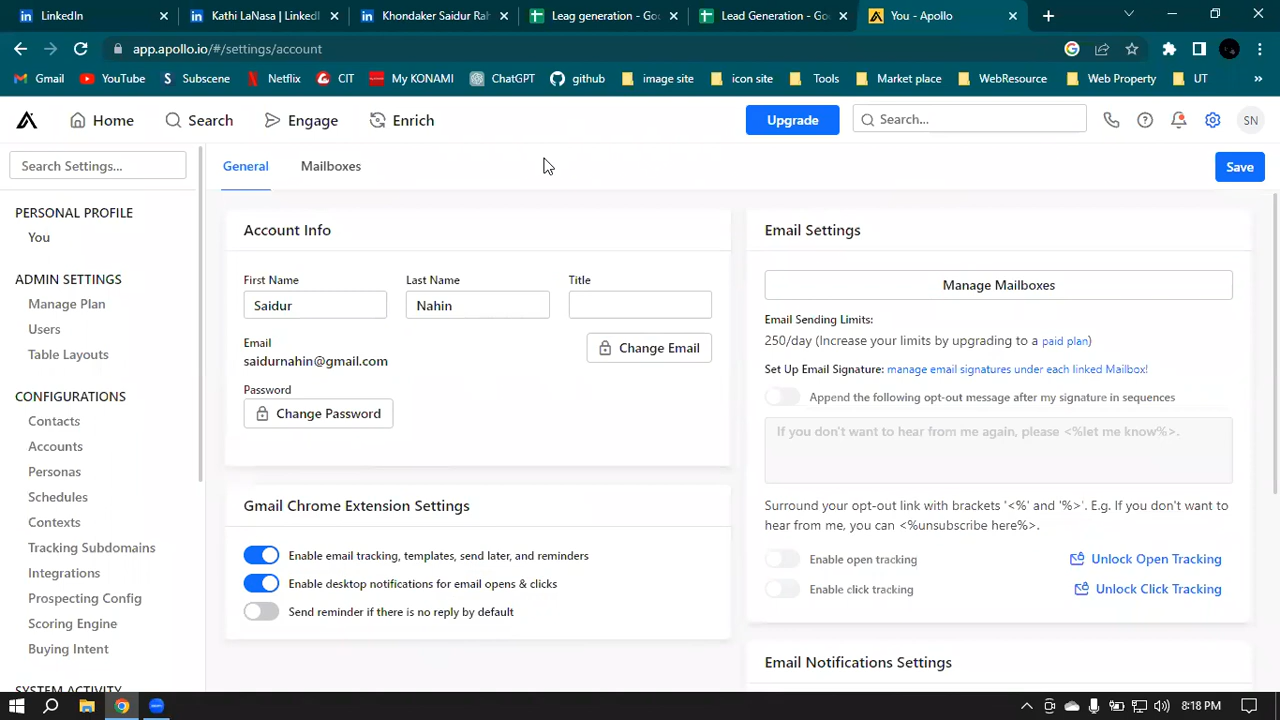 LinkedIn
Kathi LaNasa | LinkedI
Khondaker Saidur Rah
Leag generation - Goo
Lead Generation - Goo
You - Apollo
app.apollo.io/#/settings/account
Gmail
YouTube
Subscene
Netflix
CIT
My KONAMI
ChatGPT
github
image site
icon site
Tools
Market place
WebResource
Web Property
UT
»
Home
Search
Engage
Enrich
Upgrade
Search...
SN
Search Settings...
General
Mailboxes
Save
PERSONAL PROFILE
You
ADMIN SETTINGS
Manage Plan
Users
Table Layouts
CONFIGURATIONS
Contacts
Accounts
Personas
Schedules
Contexts
Tracking Subdomains
Integrations
Prospecting Config
Scoring Engine
Buying Intent
SYSTEM ACTIVITY
Account Info
First Name
Last Name
Title
Saidur
Nahin
Email
saidurnahin@gmail.com
Change Email
Password
Change Password
Gmail Chrome Extension Settings
Enable email tracking, templates, send later, and reminders
Enable desktop notifications for email opens & clicks
Send reminder if there is no reply by default
Email Settings
Manage Mailboxes
Email Sending Limits:
250/day (Increase your limits by upgrading to a paid plan)
Set Up Email Signature: manage email signatures under each linked Mailbox!
Append the following opt-out message after my signature in sequences
If you don't want to hear from me again, please <%let me know%>.
Surround your opt-out link with brackets '<%' and '%>'. E.g. If you don't want to
hear from me, you can <%unsubscribe here%>.
Enable open tracking
Unlock Open Tracking
Enable click tracking
Unlock Click Tracking
Email Notifications Settings
8:18 PM